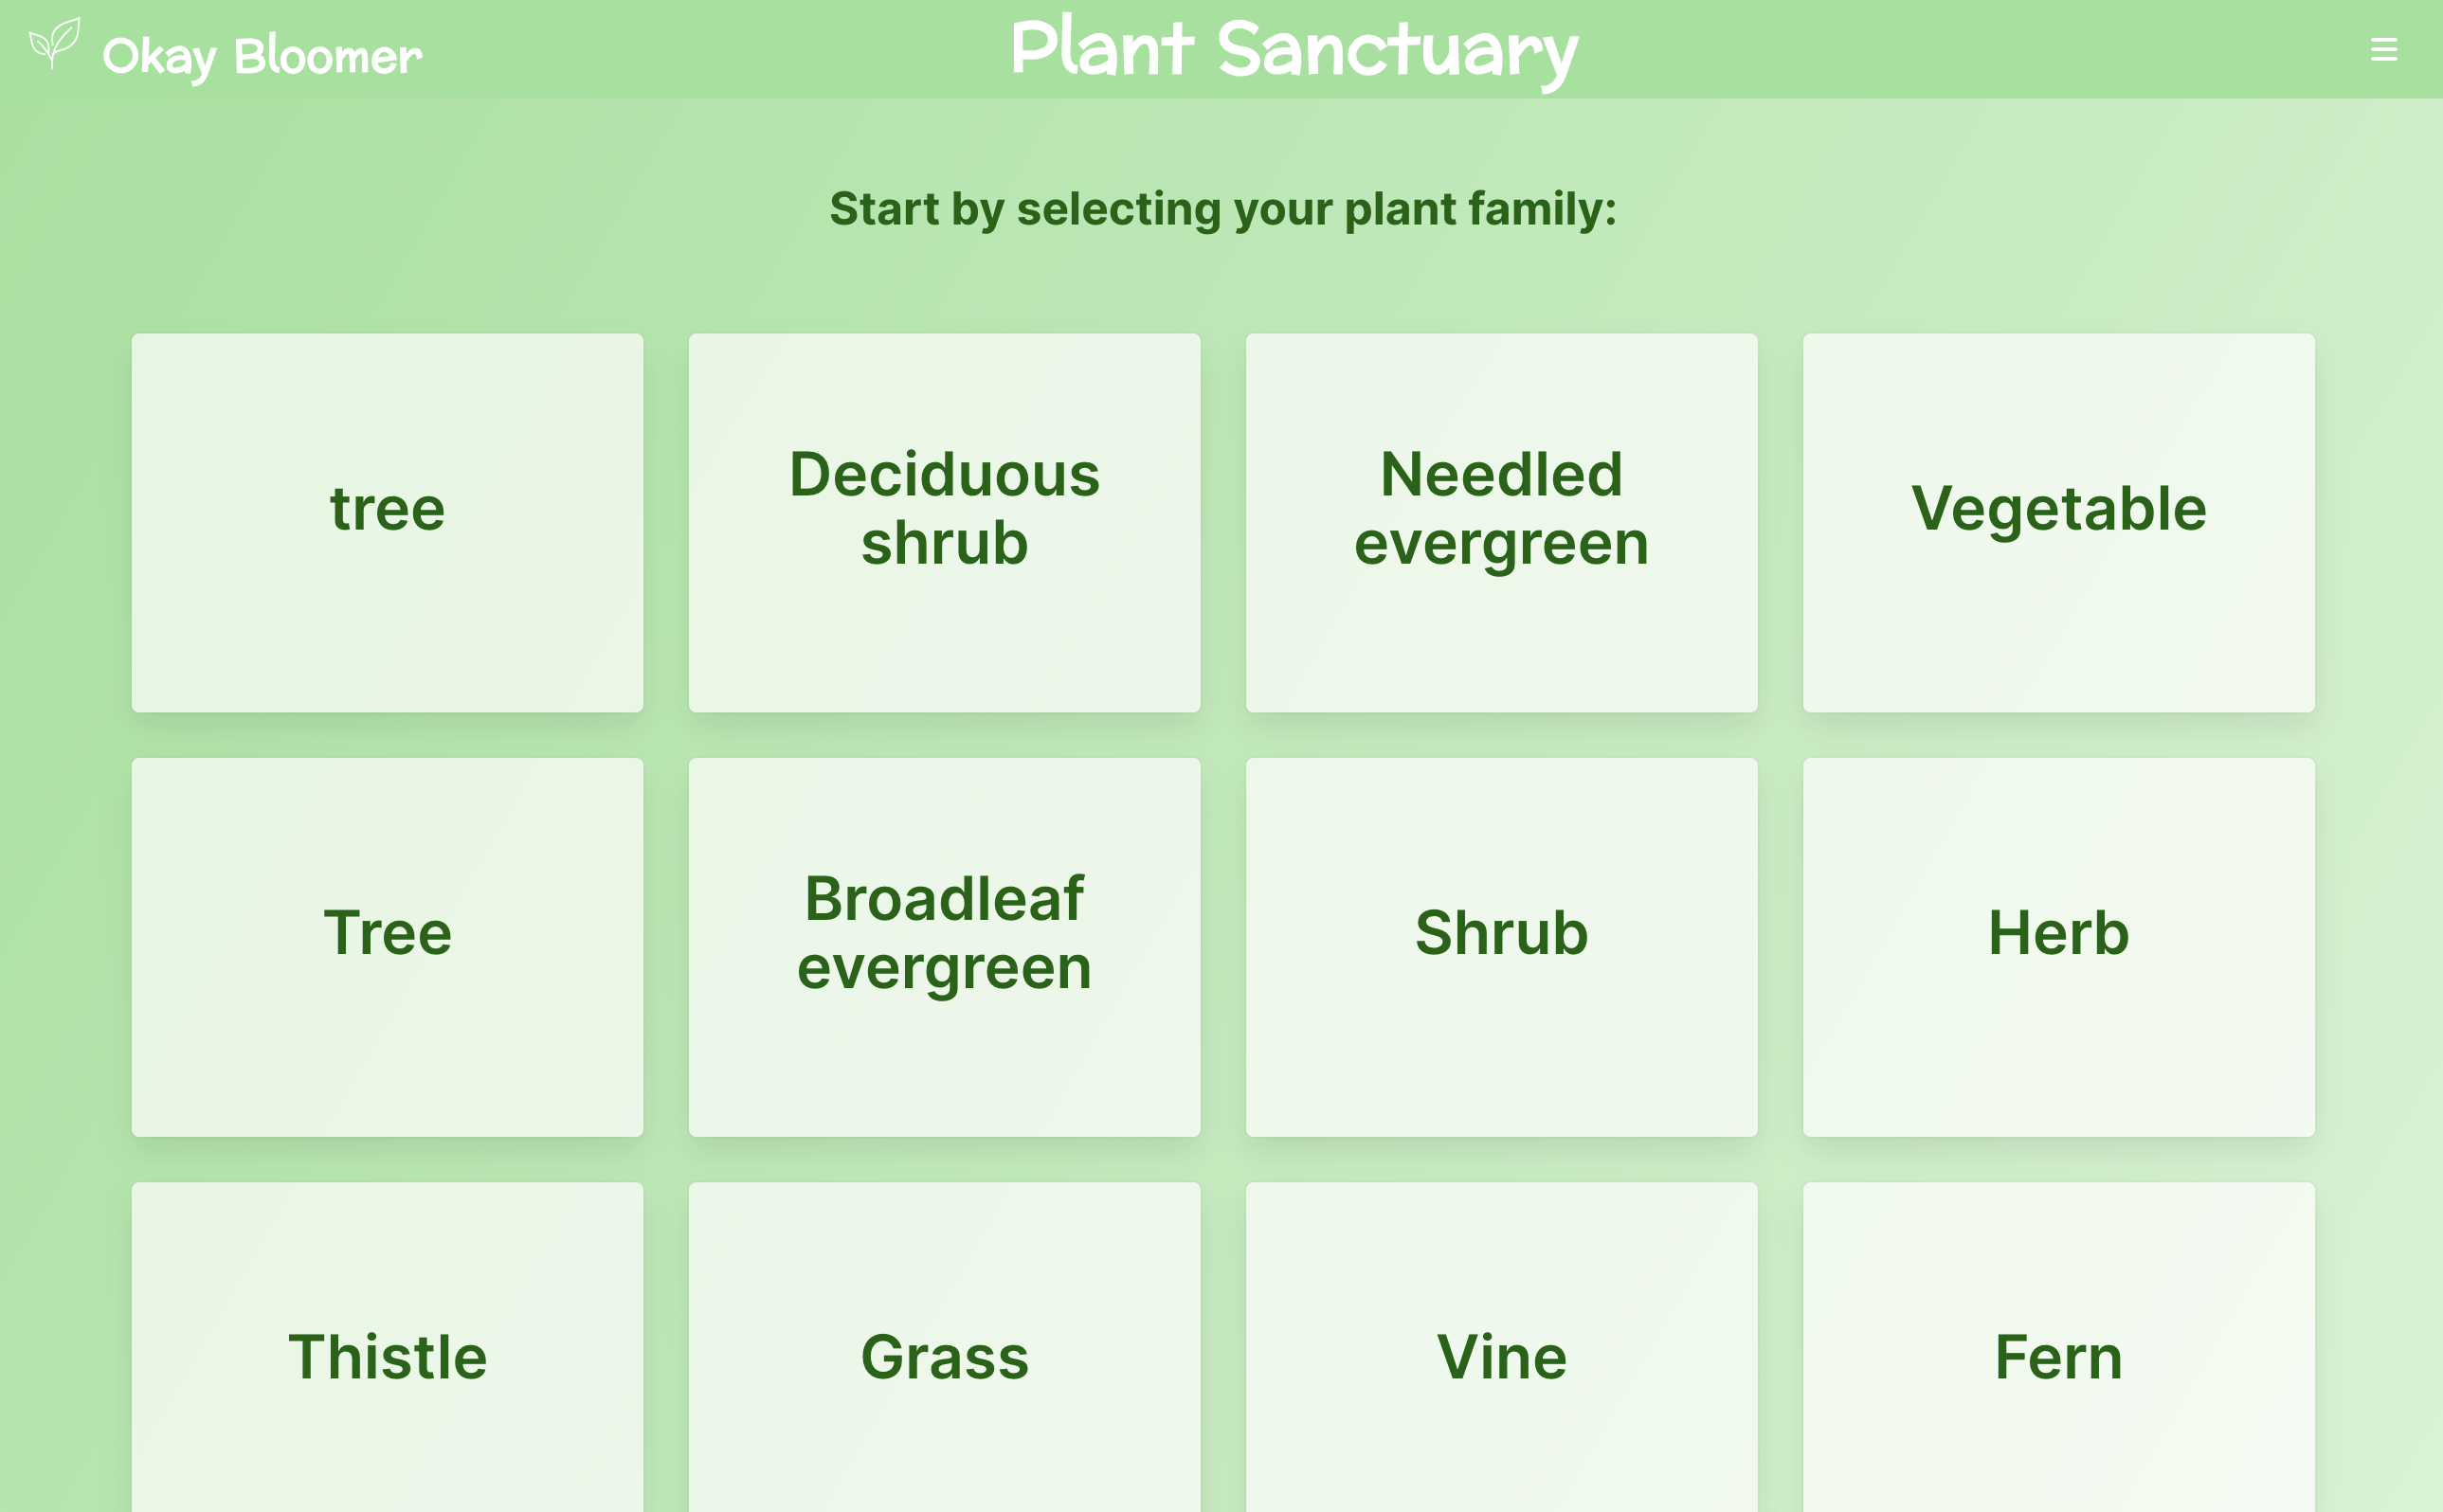 Okay Bloomer
Plant Sanctuary
Start by selecting your plant family:
tree
Deciduous
shrub
Needled
evergreen
Vegetable
Tree
Broadleaf
evergreen
Shrub
Herb
Thistle
Grass
Vine
Fern